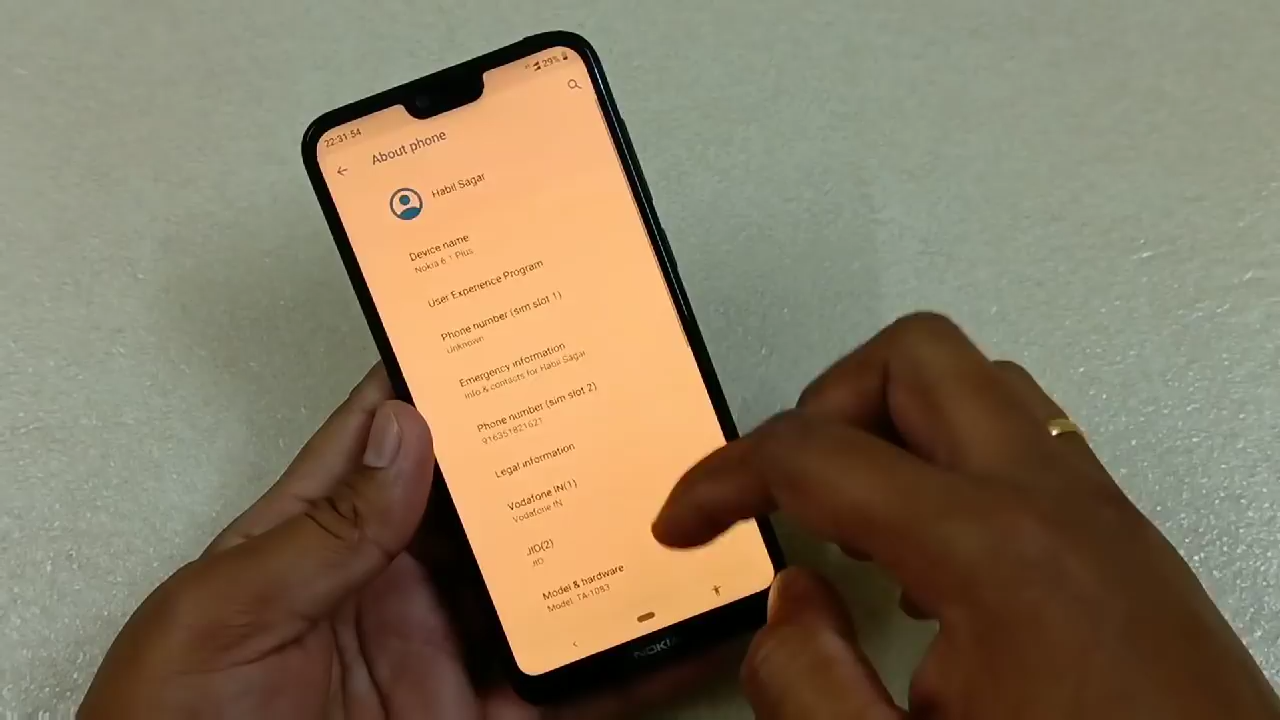 22:31:54
29%
About phone
Habil Sagar
Device name
Nokia 6.1 Plus
User Experience Program
Phone number (sim slot 1)
Unknown
Emergency information
Info & contacts for Habil Sagar
Phone number (sim slot 2)
916351821621
Legal information
Vodafone IN(1)
Vodafone IN
JIO(2)
JIO
Model & hardware
Model: TA-1083
NOKIA